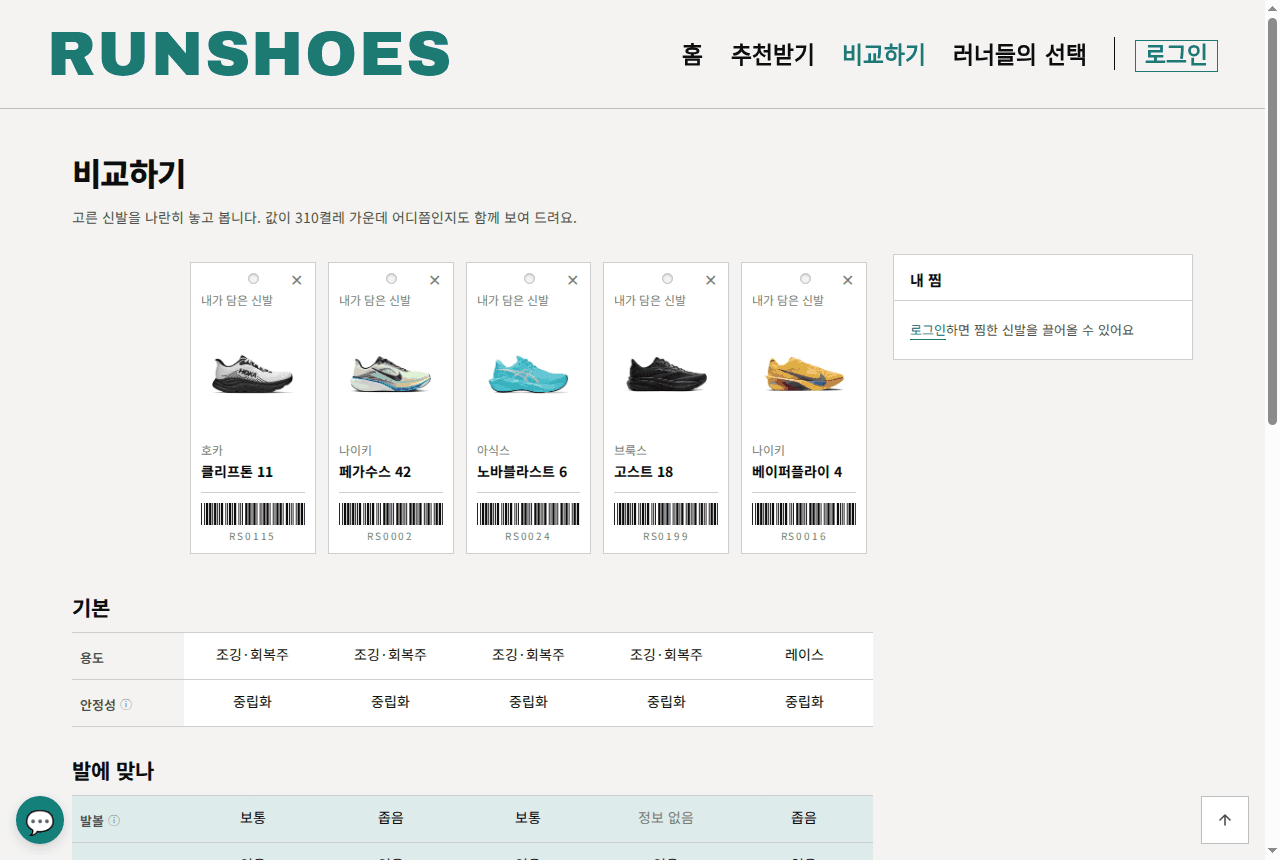 RUNSHOES
홈 추천받기 비교하기 러너들의 선택 로그인
비교하기
고른 신발을 나란히 놓고 봅니다. 값이 310켤레 가운데 어디쯤인지도 함께 보여 드려요.
내가 담은 신발 내가 담은 신발 내가 담은 신발 내가 담은 신발 내가 담은 신발
HOKA
호카 나이키 아식스 브룩스 나이키
클리프톤 11 페가수스 42 노바블라스트 6 고스트 18 베이퍼플라이 4
RS0115 RS0002 RS0024 RS0199 RS0016
내 찜
로그인하면 찜한 신발을 끌어올 수 있어요
기본
용도 조깅·회복주 조깅·회복주 조깅·회복주 조깅·회복주 레이스
안정성 ⓘ 중립화 중립화 중립화 중립화 중립화
발에 맞나
발볼 ⓘ 보통 좁음 보통 정보 없음 좁음